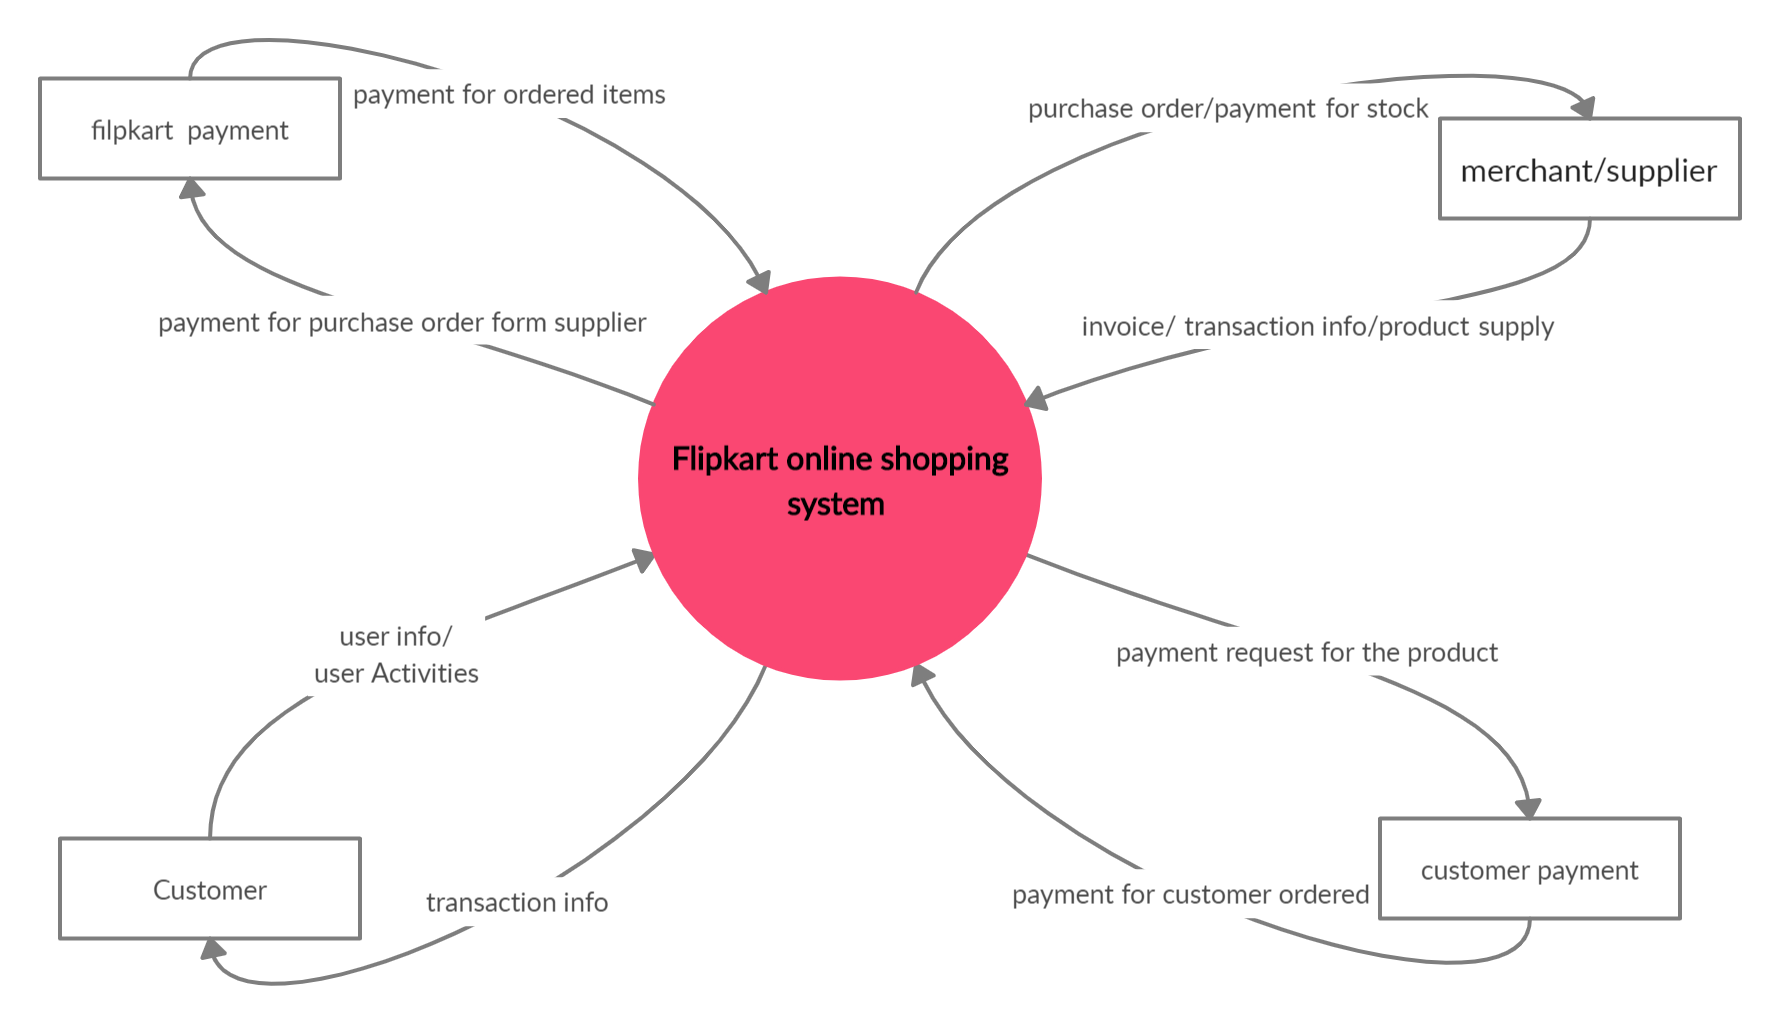 payment for ordered items
filpkart payment
purchase order/payment for stock
merchant/supplier
payment for purchase order form supplier
invoice/ transaction info/product supply
Flipkart online shopping
system
user info/
user Activities
payment request for the product
Customer
transaction info
payment for customer ordered
customer payment